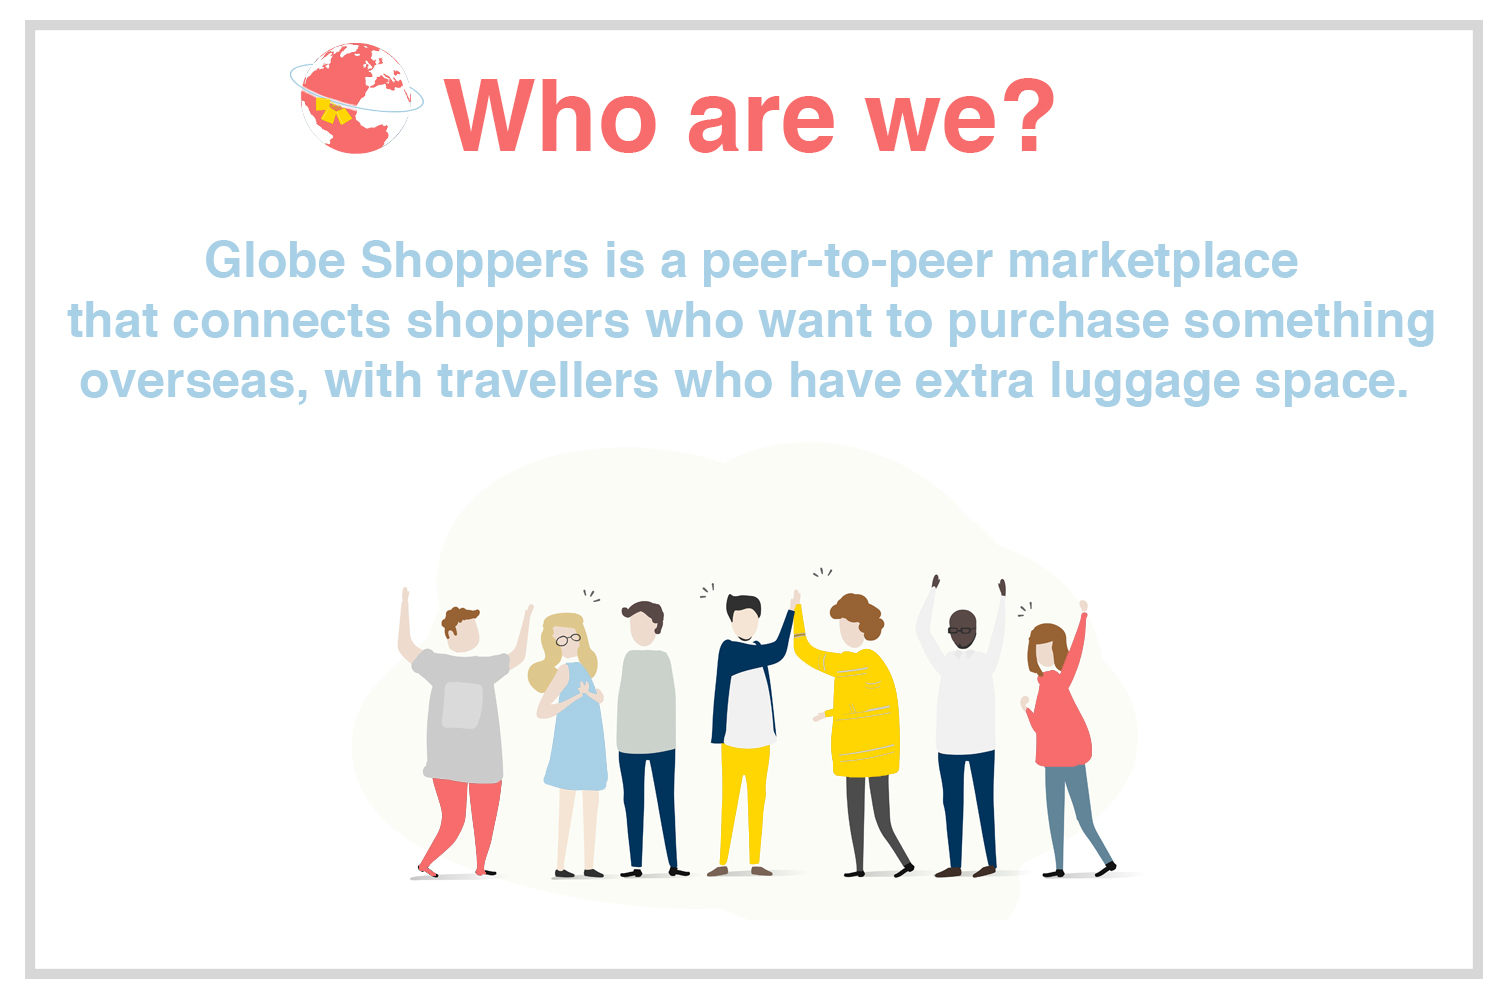 Who are we?
Globe Shoppers is a peer-to-peer marketplace
that connects shoppers who want to purchase something
overseas, with travellers who have extra luggage space.